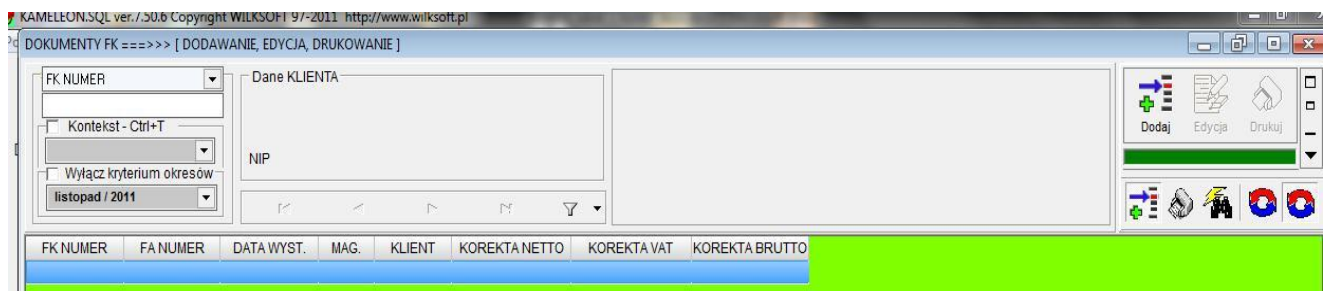 KAMELEON.SQL ver.7.50.6 Copyright WILKSOFT 97-2011 http://www.wilksoft.pl
DOKUMENTY FK ===>>> [ DODAWANIE, EDYCJA, DRUKOWANIE ]
FK NUMER
Dane KLIENTA
Kontekst - Ctrl+T
NIP
Wyłącz kryterium okresów
listopad / 2011
Dodaj Edycja Drukuj
FK NUMER FA NUMER DATA WYST. MAG. KLIENT KOREKTA NETTO KOREKTA VAT KOREKTA BRUTTO